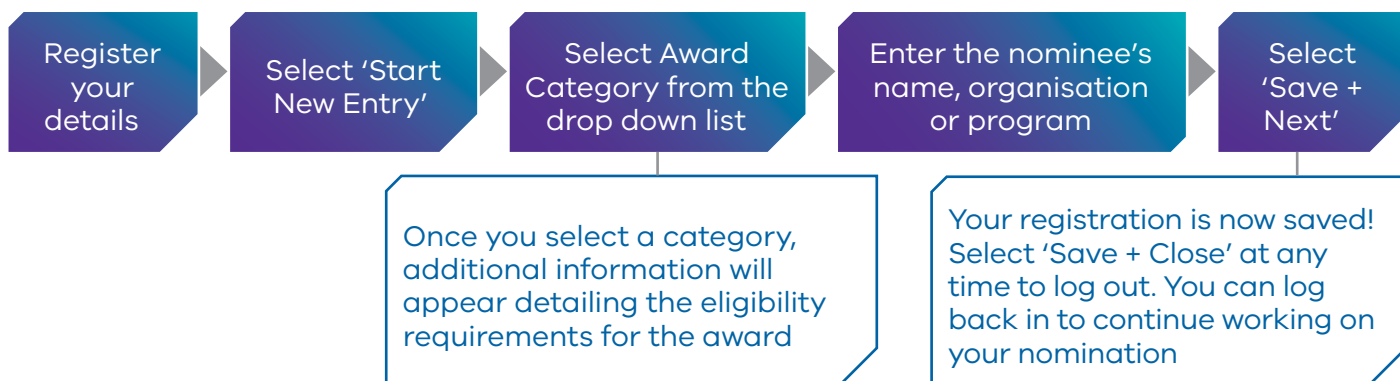 Register
your
details
Select ‘Start
New Entry’
Select Award
Category from the
drop down list
Enter the nominee’s
name, organisation
or program
Select
‘Save +
Next’
Once you select a category,
additional information will
appear detailing the eligibility
requirements for the award
Your registration is now saved!
Select ‘Save + Close’ at any
time to log out. You can log
back in to continue working on
your nomination